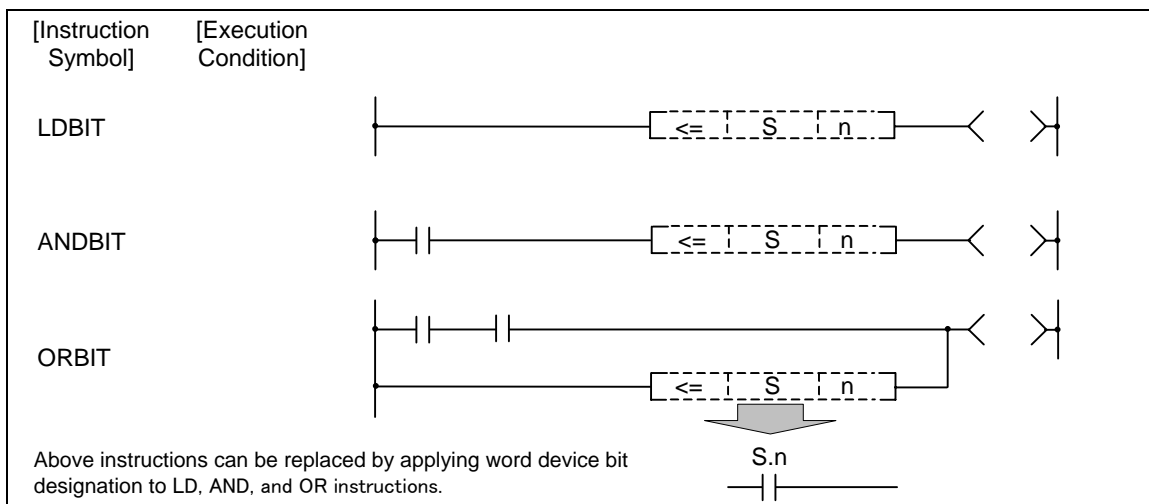 [Instruction Symbol] [Execution Condition]
LDBIT <= S n
ANDBIT <= S n
ORBIT <= S n
S.n
Above instructions can be replaced by applying word device bit
designation to LD, AND, and OR instructions.